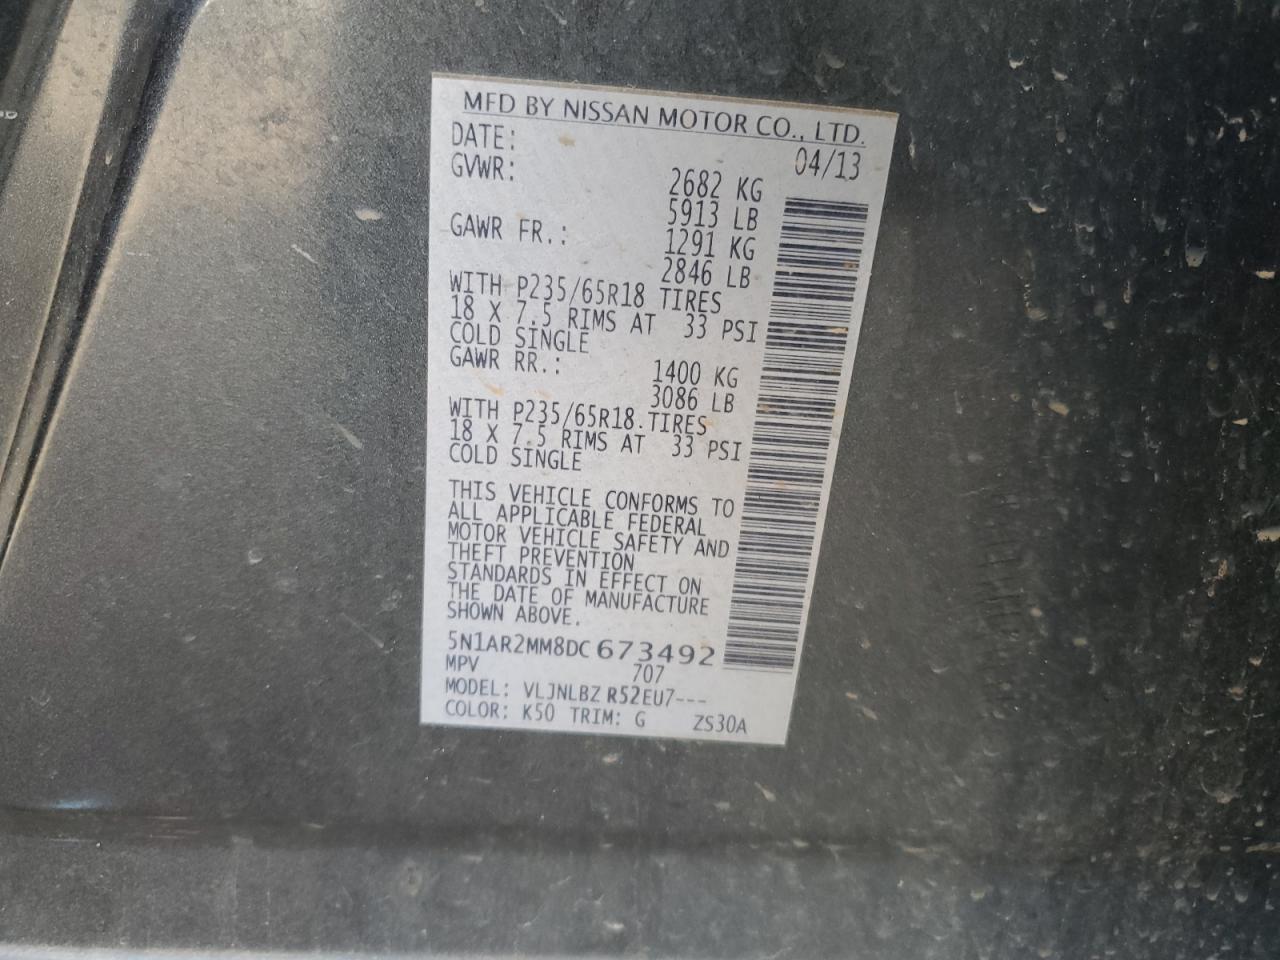 MFD BY NISSAN MOTOR CO., LTD.
DATE: 04/13
GVWR: 2682 KG
5913 LB
GAWR FR.: 1291 KG
2846 LB
WITH P235/65R18 TIRES
18 X 7.5 RIMS AT 33 PSI
COLD SINGLE
GAWR RR.: 1400 KG
3086 LB
WITH P235/65R18 TIRES
18 X 7.5 RIMS AT 33 PSI
COLD SINGLE
THIS VEHICLE CONFORMS TO
ALL APPLICABLE FEDERAL
MOTOR VEHICLE SAFETY AND
THEFT PREVENTION
STANDARDS IN EFFECT ON
THE DATE OF MANUFACTURE
SHOWN ABOVE.
5N1AR2MM8DC673492
MPV 707
MODEL: VLJNLBZ R52EU7---
COLOR: K50 TRIM: G ZS30A